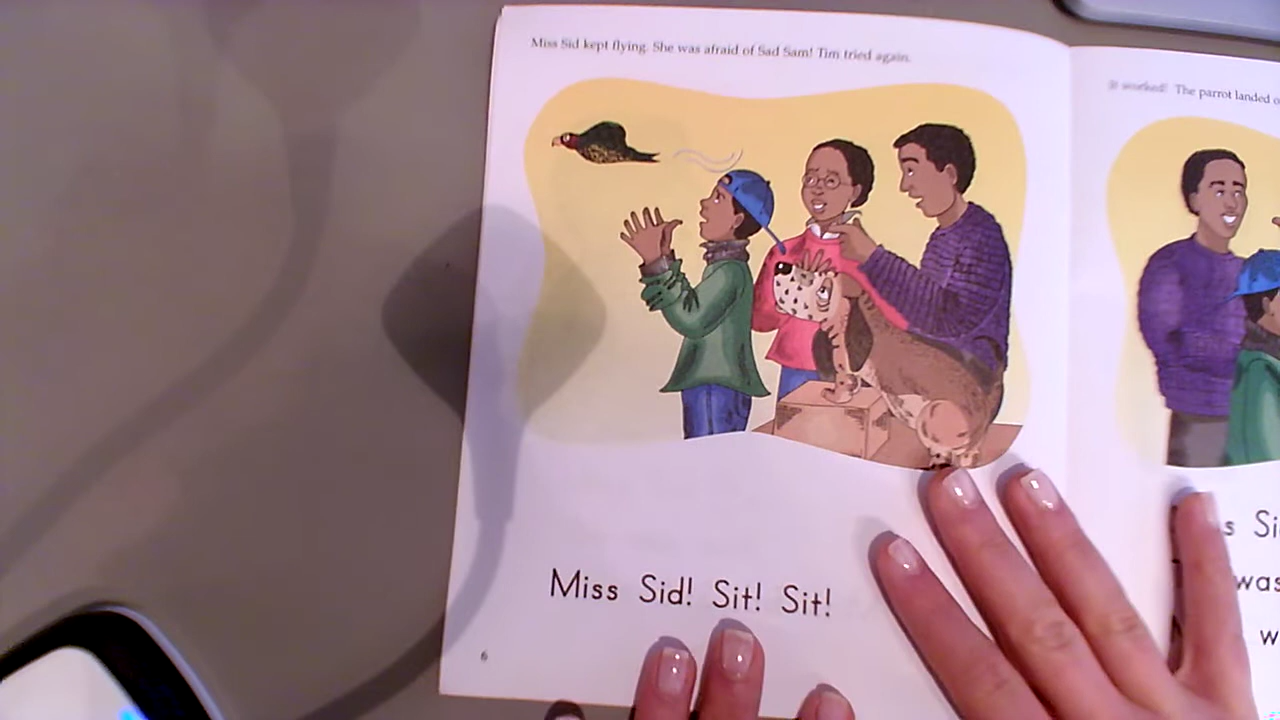 Miss Sid kept flying. She was afraid of Sad Sam! Tim tried again.
Miss Sid! Sit! Sit!
6
It worked! The parrot landed
was